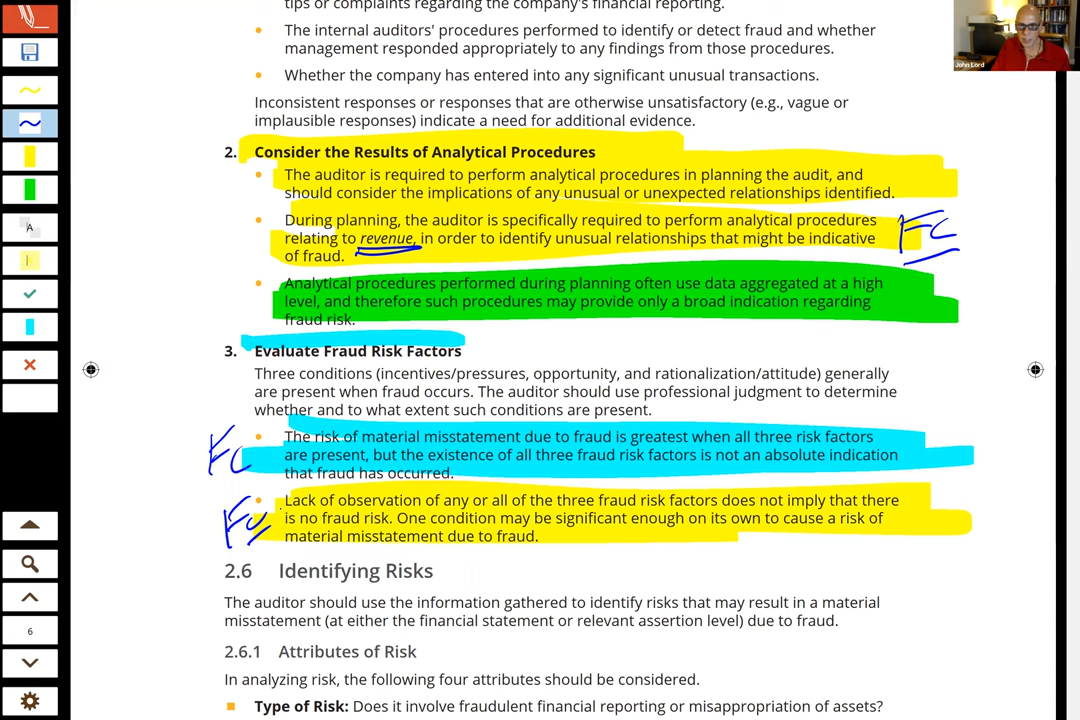 tips or complaints regarding the company's financial reporting.
• The internal auditors' procedures performed to identify or detect fraud and whether
management responded appropriately to any findings from those procedures.
• Whether the company has entered into any significant unusual transactions.
Inconsistent responses or responses that are otherwise unsatisfactory (e.g., vague or
implausible responses) indicate a need for additional evidence.
2. Consider the Results of Analytical Procedures
• The auditor is required to perform analytical procedures in planning the audit, and
should consider the implications of any unusual or unexpected relationships identified.
• During planning, the auditor is specifically required to perform analytical procedures
relating to revenue, in order to identify unusual relationships that might be indicative
of fraud.
FC
• Analytical procedures performed during planning often use data aggregated at a high
level, and therefore such procedures may provide only a broad indication regarding
fraud risk.
3. Evaluate Fraud Risk Factors
Three conditions (incentives/pressures, opportunity, and rationalization/attitude) generally
are present when fraud occurs. The auditor should use professional judgment to determine
whether and to what extent such conditions are present.
FC
• The risk of material misstatement due to fraud is greatest when all three risk factors
are present, but the existence of all three fraud risk factors is not an absolute indication
that fraud has occurred.
• Lack of observation of any or all of the three fraud risk factors does not imply that there
is no fraud risk. One condition may be significant enough on its own to cause a risk of
material misstatement due to fraud.
2.6 Identifying Risks
The auditor should use the information gathered to identify risks that may result in a material
misstatement (at either the financial statement or relevant assertion level) due to fraud.
2.6.1 Attributes of Risk
In analyzing risk, the following four attributes should be considered.
■ Type of Risk: Does it involve fraudulent financial reporting or misappropriation of assets?
John Lord
A
6